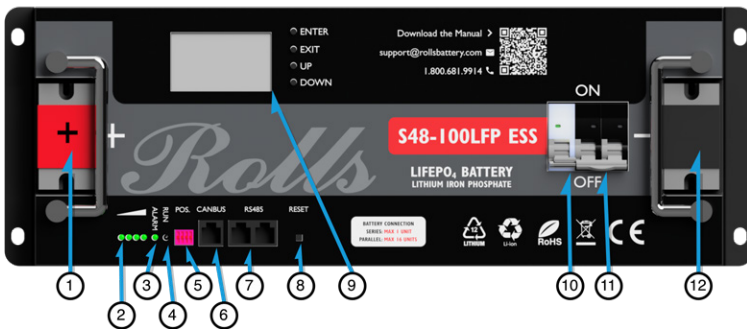 ENTER
EXIT
UP
DOWN
Download the Manual >
support@rollsbattery.com
1.800.681.9914
ON
+
+
Rolls
S48-100LFP ESS
-
LIFEPO₄ BATTERY
LITHIUM IRON PHOSPHATE
OFF
ALARM
RUN
POS.
CANBUS
RS485
RESET
BATTERY CONNECTION
SERIES: MAX 1 UNIT
PARALLEL: MAX 16 UNITS
LITHIUM
Li-ion
RoHS
CE
1
2
3
4
5
6
7
8
9
10
11
12